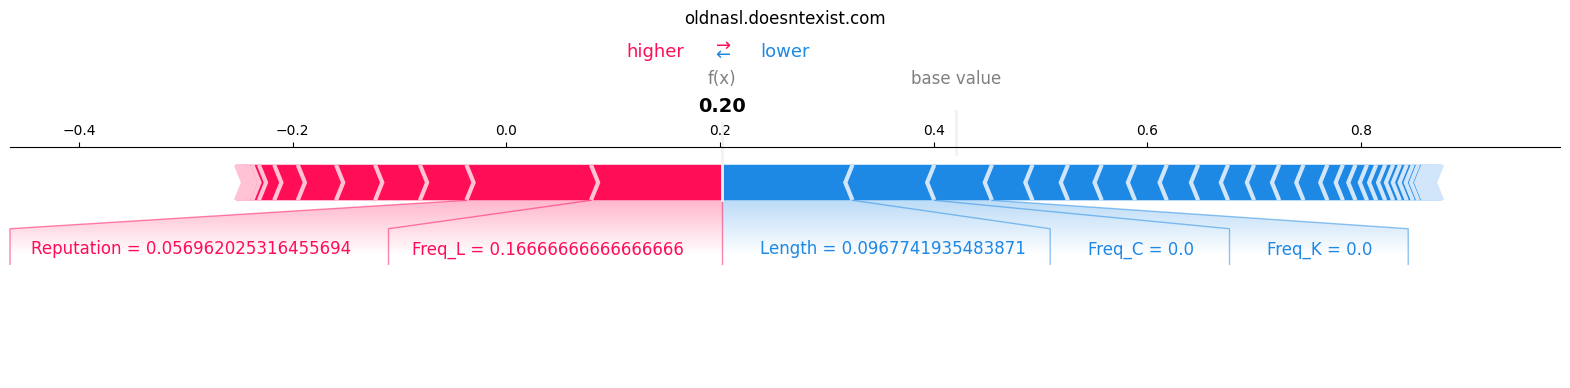 oldnasl.doesntexist.com
higher → ← lower
f(x) base value
0.20
−0.4 −0.2 0.0 0.2 0.4 0.6 0.8
Reputation = 0.056962025316455694 Freq_L = 0.16666666666666666 Length = 0.0967741935483871 Freq_C = 0.0 Freq_K = 0.0